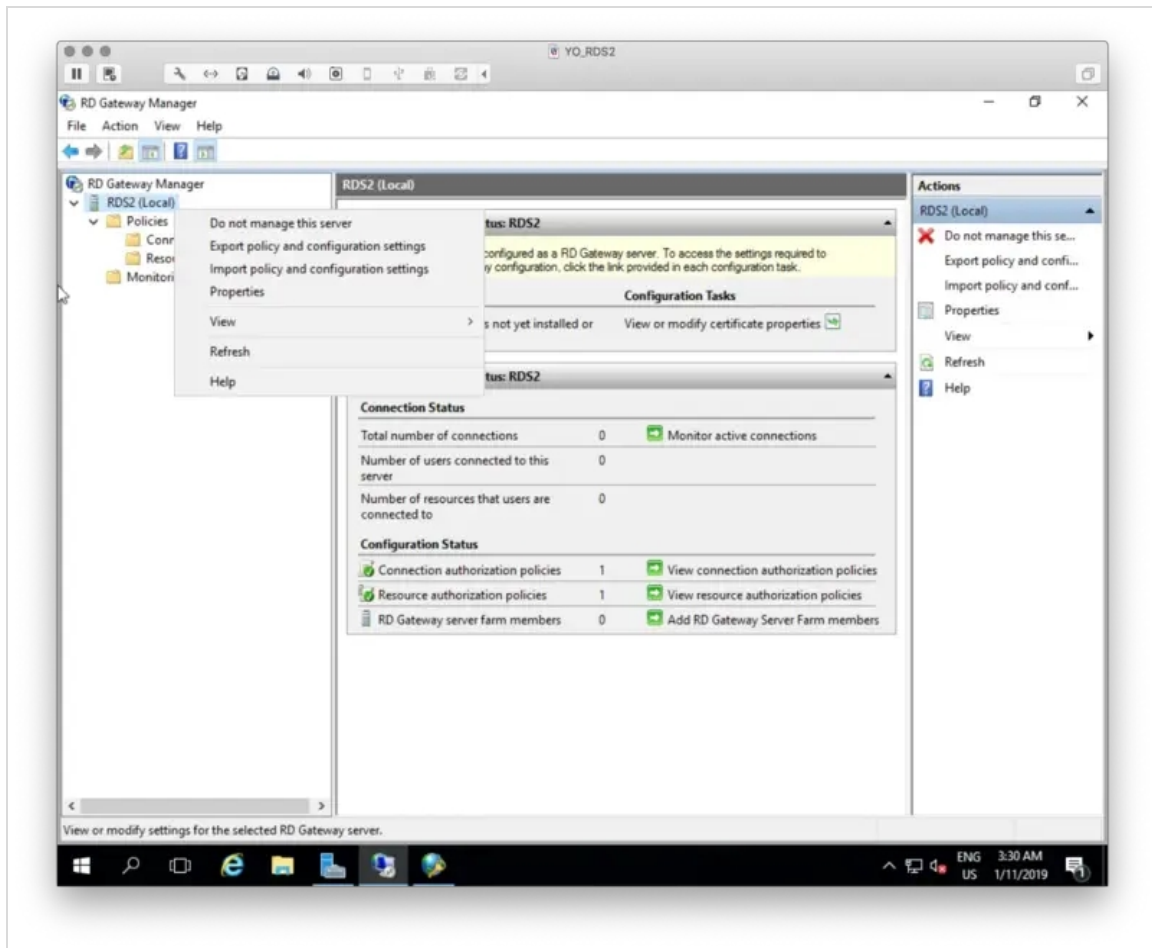 YO_RDS2
RD Gateway Manager
File Action View Help
RD Gateway Manager
RDS2 (Local)
Policies
Conr
Resou
Monitori
Do not manage this server
Export policy and configuration settings
Import policy and configuration settings
Properties
View
Refresh
Help
RDS2 (Local)
tus: RDS2
configured as a RD Gateway server. To access the settings required to
y configuration, click the link provided in each configuration task.
Configuration Tasks
s not yet installed or View or modify certificate properties
tus: RDS2
Connection Status
Total number of connections 0 Monitor active connections
Number of users connected to this 0
server
Number of resources that users are 0
connected to
Configuration Status
Connection authorization policies 1 View connection authorization policies
Resource authorization policies 1 View resource authorization policies
RD Gateway server farm members 0 Add RD Gateway Server Farm members
Actions
RDS2 (Local)
Do not manage this se...
Export policy and confi...
Import policy and conf...
Properties
View
Refresh
Help
View or modify settings for the selected RD Gateway server.
ENG 3:30 AM
US 1/11/2019
1